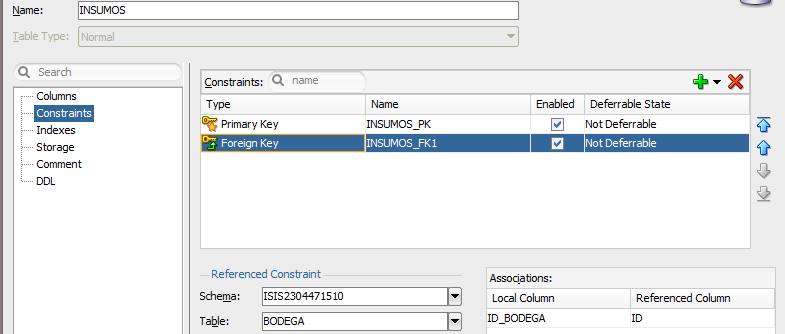 Name: INSUMOS
Table Type: Normal
Search
Columns
Constraints
Indexes
Storage
Comment
DDL
Constraints: name
Type Name Enabled Deferrable State
Primary Key INSUMOS_PK Not Deferrable
Foreign Key INSUMOS_FK1 Not Deferrable
Referenced Constraint
Schema: ISIS2304471510
Table: BODEGA
Associations:
Local Column Referenced Column
ID_BODEGA ID